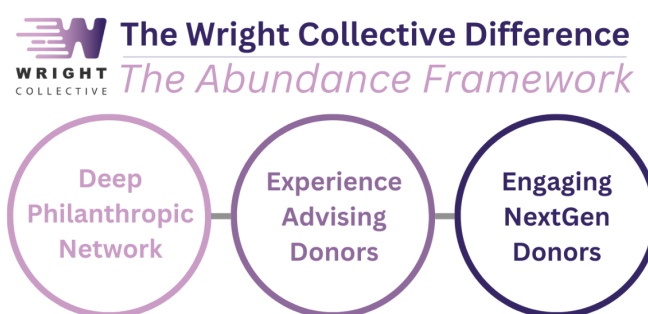 WRIGHT
COLLECTIVE
The Wright Collective Difference
The Abundance Framework
Deep
Philanthropic
Network
Experience
Advising
Donors
Engaging
NextGen
Donors